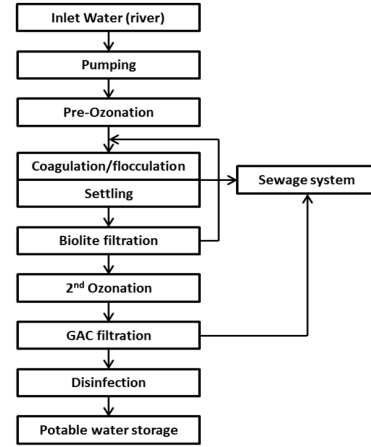 Inlet Water (river)
Pumping
Pre-Ozonation
Coagulation/flocculation
Sewage system
Settling
Biolite filtration
2nd Ozonation
GAC filtration
Disinfection
Potable water storage